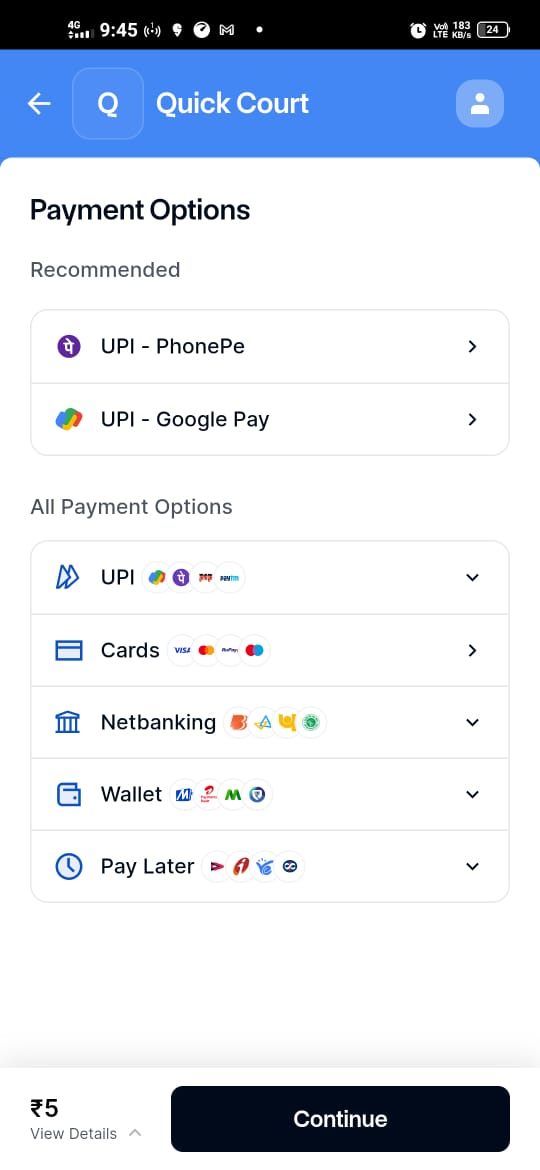 4G 9:45 Vo)) 183 LTE KB/s 24
Q Quick Court
Payment Options
Recommended
पे UPI - PhonePe
UPI - Google Pay
All Payment Options
UPI पे Paytm
Cards VISA RuPay
Netbanking
Wallet
Pay Later
₹5
View Details
Continue